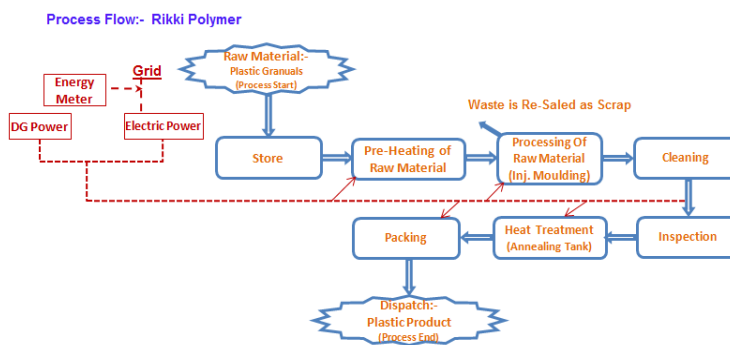 Process Flow:- Rikki Polymer
Raw Material:-
Plastic Granuals
(Process Start)
Grid
Energy
Meter
DG Power
Electric Power
Waste is Re-Saled as Scrap
Store
Pre-Heating of
Raw Material
Processing Of
Raw Material
(Inj. Moulding)
Cleaning
Packing
Heat Treatment
(Annealing Tank)
Inspection
Dispatch:-
Plastic Product
(Process End)